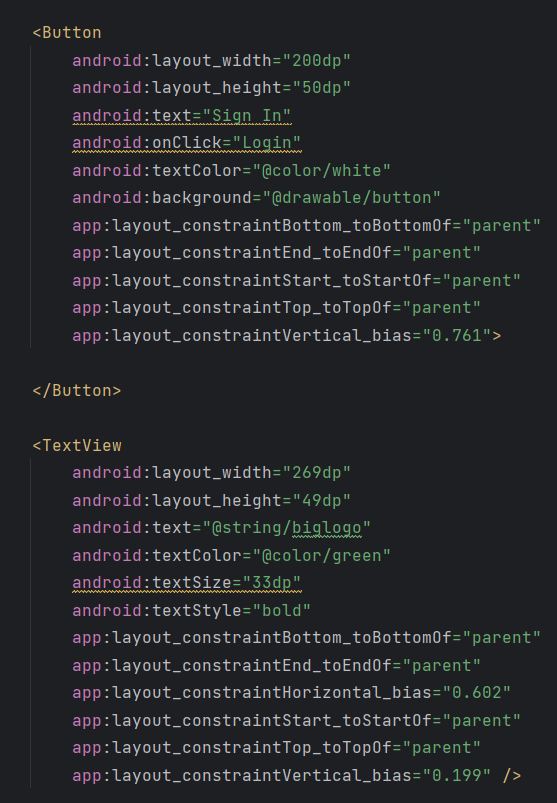 <Button
android:layout_width="200dp"
android:layout_height="50dp"
android:text="Sign In"
android:onClick="Login"
android:textColor="@color/white"
android:background="@drawable/button"
app:layout_constraintBottom_toBottomOf="parent"
app:layout_constraintEnd_toEndOf="parent"
app:layout_constraintStart_toStartOf="parent"
app:layout_constraintTop_toTopOf="parent"
app:layout_constraintVertical_bias="0.761">
</Button>
<TextView
android:layout_width="269dp"
android:layout_height="49dp"
android:text="@string/biglogo"
android:textColor="@color/green"
android:textSize="33dp"
android:textStyle="bold"
app:layout_constraintBottom_toBottomOf="parent"
app:layout_constraintEnd_toEndOf="parent"
app:layout_constraintHorizontal_bias="0.602"
app:layout_constraintStart_toStartOf="parent"
app:layout_constraintTop_toTopOf="parent"
app:layout_constraintVertical_bias="0.199" />